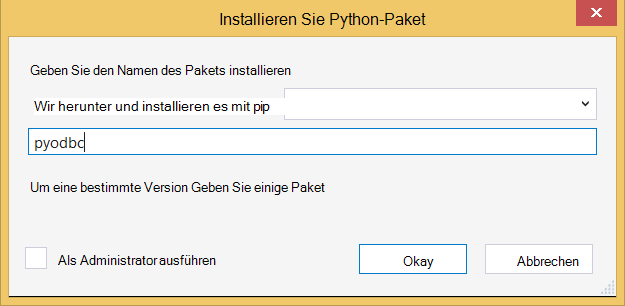 Installieren Sie Python-Paket
Geben Sie den Namen des Pakets installieren
Wir herunter und installieren es mit pip
pyodbc
Um eine bestimmte Version Geben Sie einige Paket
Als Administrator ausführen
Okay
Abbrechen